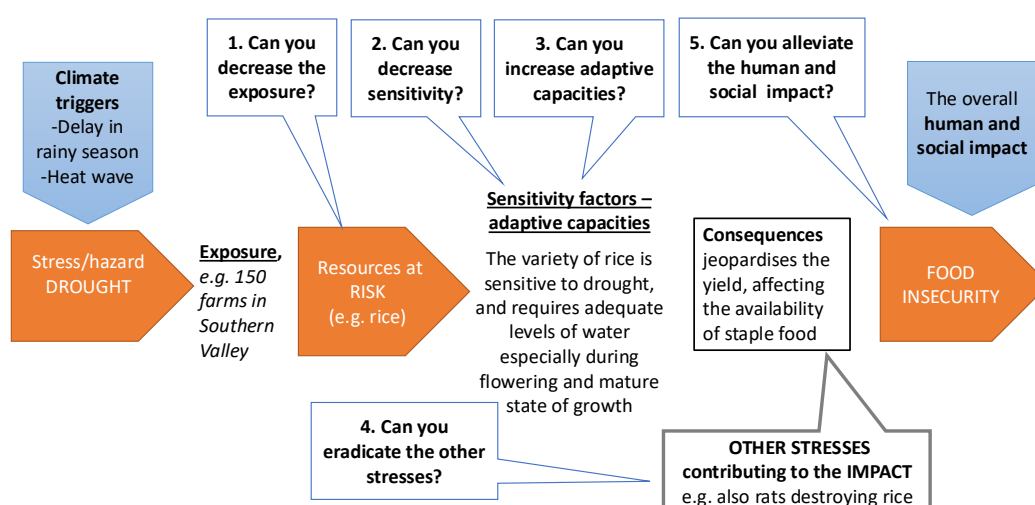 Climate
triggers
-Delay in
rainy season
-Heat wave
1. Can you
decrease the
exposure?
2. Can you
decrease
sensitivity?
3. Can you
increase adaptive
capacities?
5. Can you alleviate
the human and
social impact?
The overall
human and
social impact
Stress/hazard
DROUGHT
Exposure,
e.g. 150
farms in
Southern
Valley
Resources at
RISK
(e.g. rice)
Sensitivity factors –
adaptive capacities
The variety of rice is
sensitive to drought,
and requires adequate
levels of water
especially during
flowering and mature
state of growth
Consequences
jeopardises the
yield, affecting
the availability
of staple food
FOOD
INSECURITY
4. Can you
eradicate the other
stresses?
OTHER STRESSES
contributing to the IMPACT
e.g. also rats destroying rice